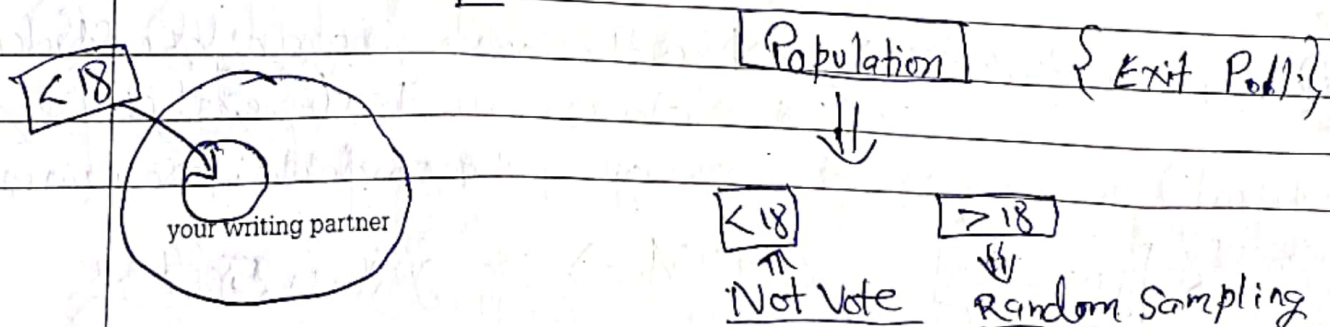 Population { Exit Poll }
< 18
your writing partner
< 18 > 18
Not Vote Random Sampling